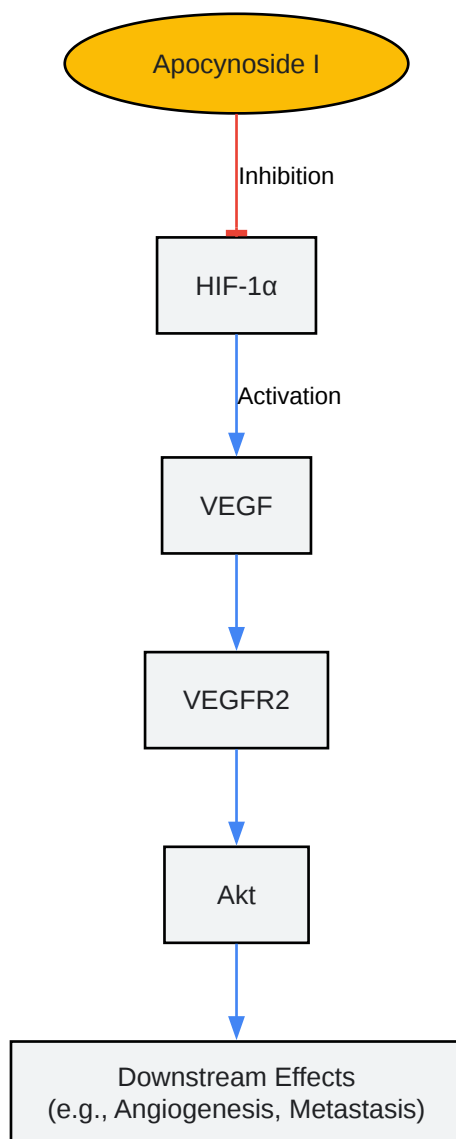 Apocynoside I
Inhibition
HIF-1α
Activation
VEGF
VEGFR2
Akt
Downstream Effects
(e.g., Angiogenesis, Metastasis)